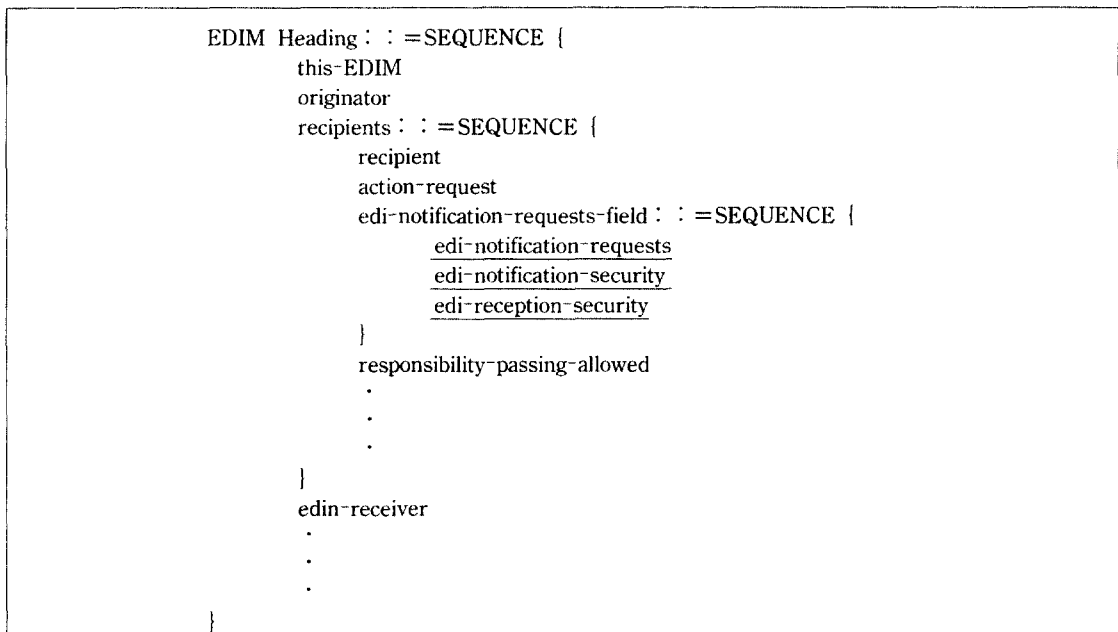 EDIM Heading : : =SEQUENCE {
this-EDIM
originator
recipients : : =SEQUENCE {
recipient
action-request
edi-notification-requests-field : : =SEQUENCE {
edi-notification-requests
edi-notification-security
edi-reception-security
}
responsibility-passing-allowed
.
.
.
}
edin-receiver
.
.
.
}